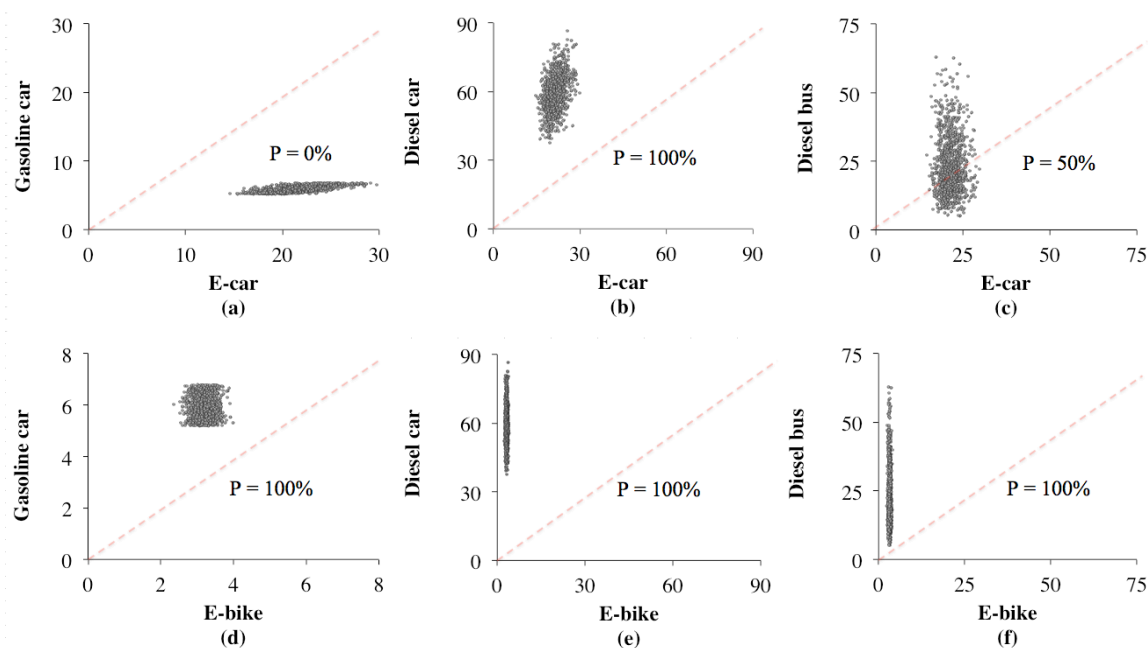 Gasoline car
30
20
10
0
P = 0%
0 10 20 30
E-car
(a)
Diesel car
90
60
30
0
P = 100%
0 30 60 90
E-car
(b)
Diesel bus
75
50
25
0
P = 50%
0 25 50 75
E-car
(c)
Gasoline car
8
6
4
2
0
P = 100%
0 2 4 6 8
E-bike
(d)
Diesel car
90
60
30
0
P = 100%
0 30 60 90
E-bike
(e)
Diesel bus
75
50
25
0
P = 100%
0 25 50 75
E-bike
(f)